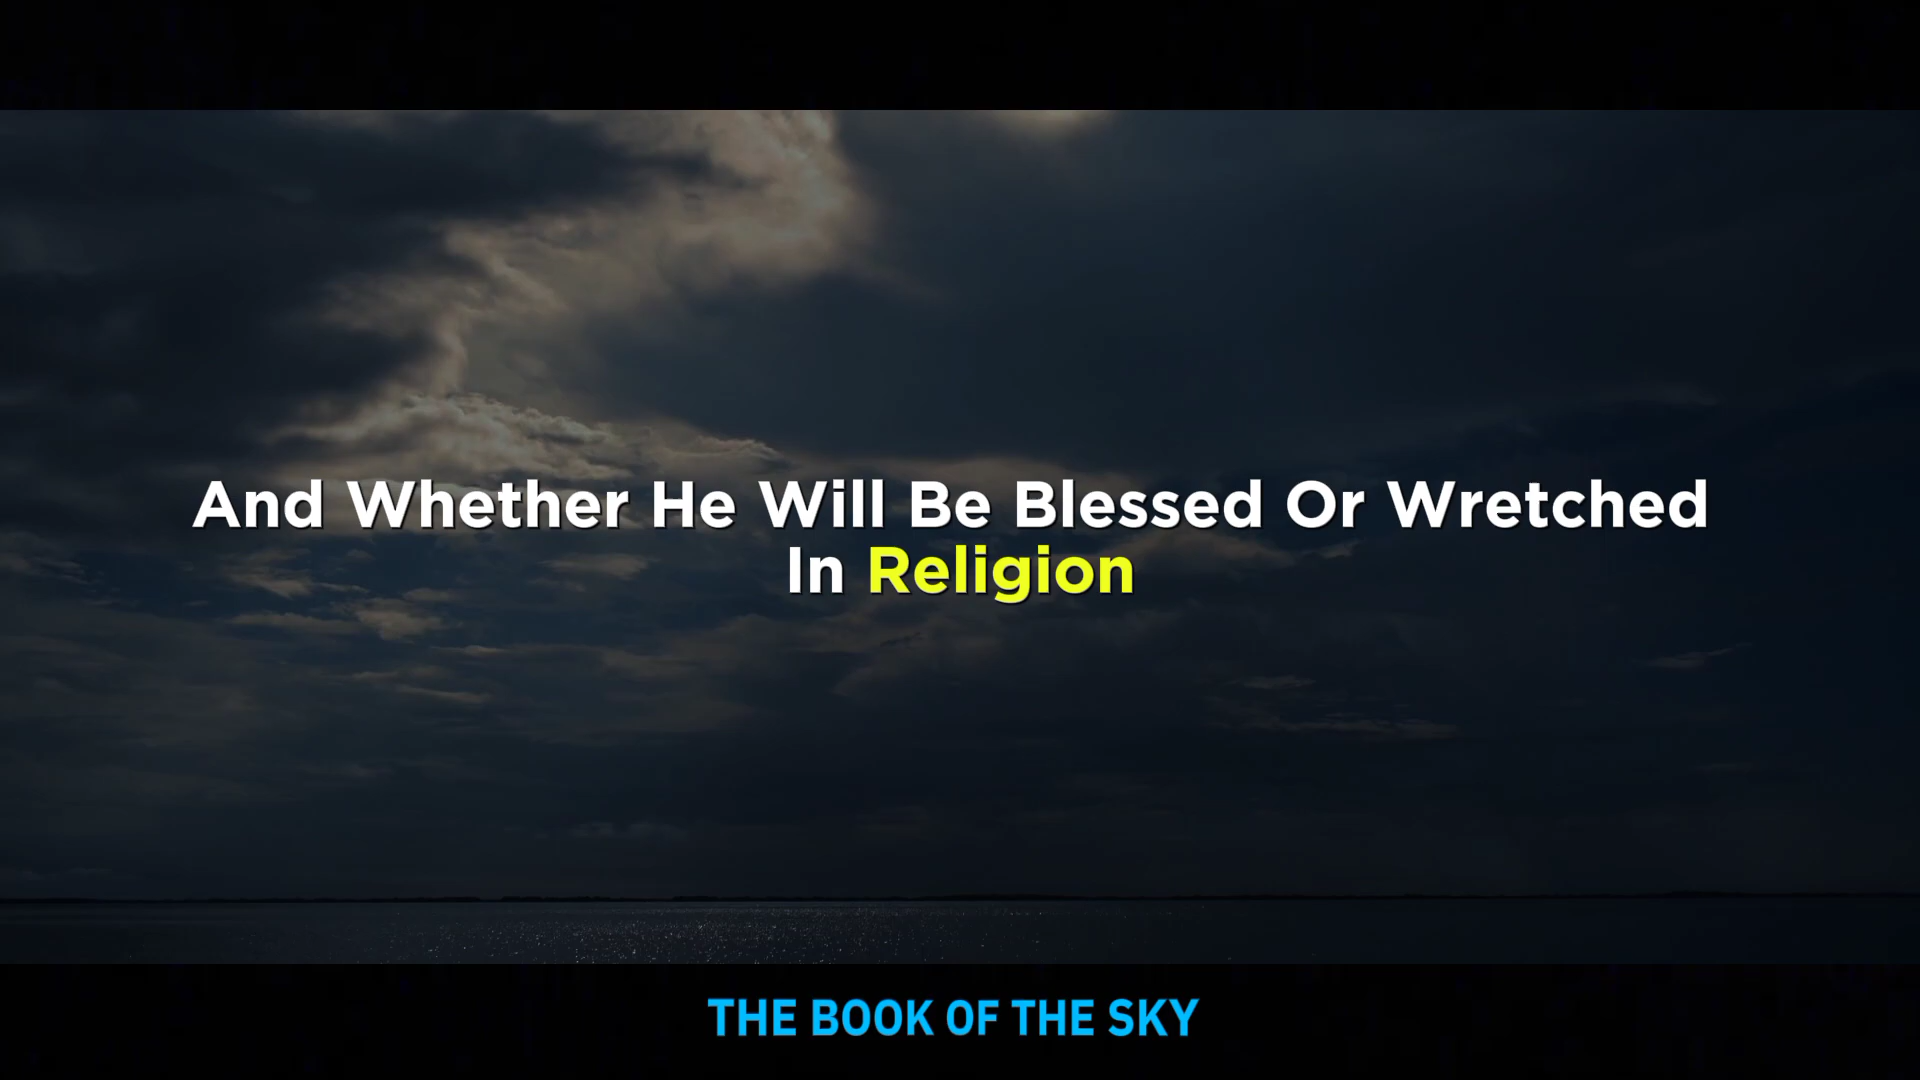 And Whether He Will Be Blessed Or Wretched
In Religion
THE BOOK OF THE SKY